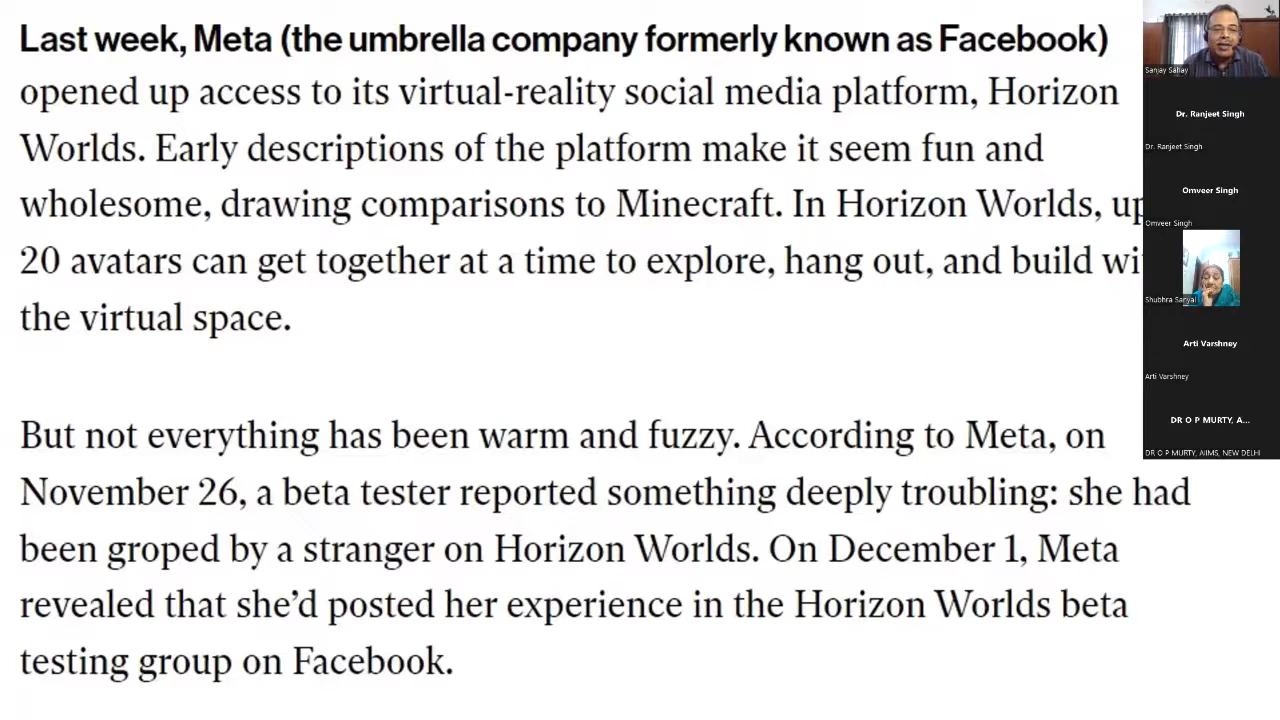 Last week, Meta (the umbrella company formerly known as Facebook)
opened up access to its virtual-reality social media platform, Horizon
Worlds. Early descriptions of the platform make it seem fun and
wholesome, drawing comparisons to Minecraft. In Horizon Worlds, up
20 avatars can get together at a time to explore, hang out, and build wi
the virtual space.
But not everything has been warm and fuzzy. According to Meta, on
November 26, a beta tester reported something deeply troubling: she had
been groped by a stranger on Horizon Worlds. On December 1, Meta
revealed that she’d posted her experience in the Horizon Worlds beta
testing group on Facebook.
Sanjay Sahay
Dr. Ranjeet Singh
Dr. Ranjeet Singh
Omveer Singh
Omveer Singh
Shubhra Sanyal
Arti Varshney
Arti Varshney
DR O P MURTY, A...
DR O P MURTY, AIIMS, NEW DELHI